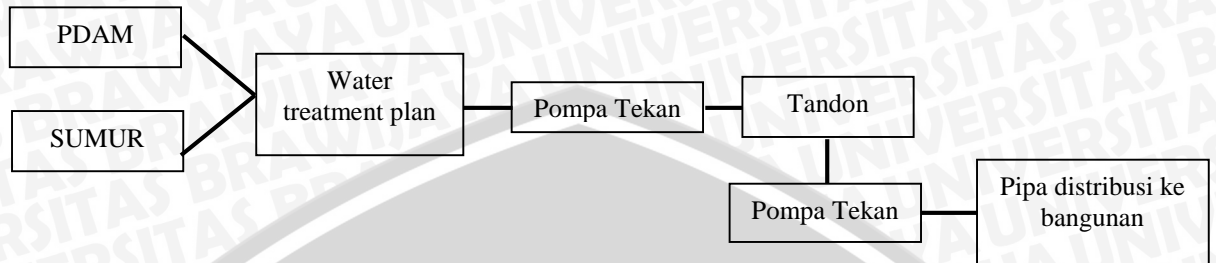 PDAM
SUMUR
Water
treatment plan
Pompa Tekan
Tandon
Pompa Tekan
Pipa distribusi ke
bangunan